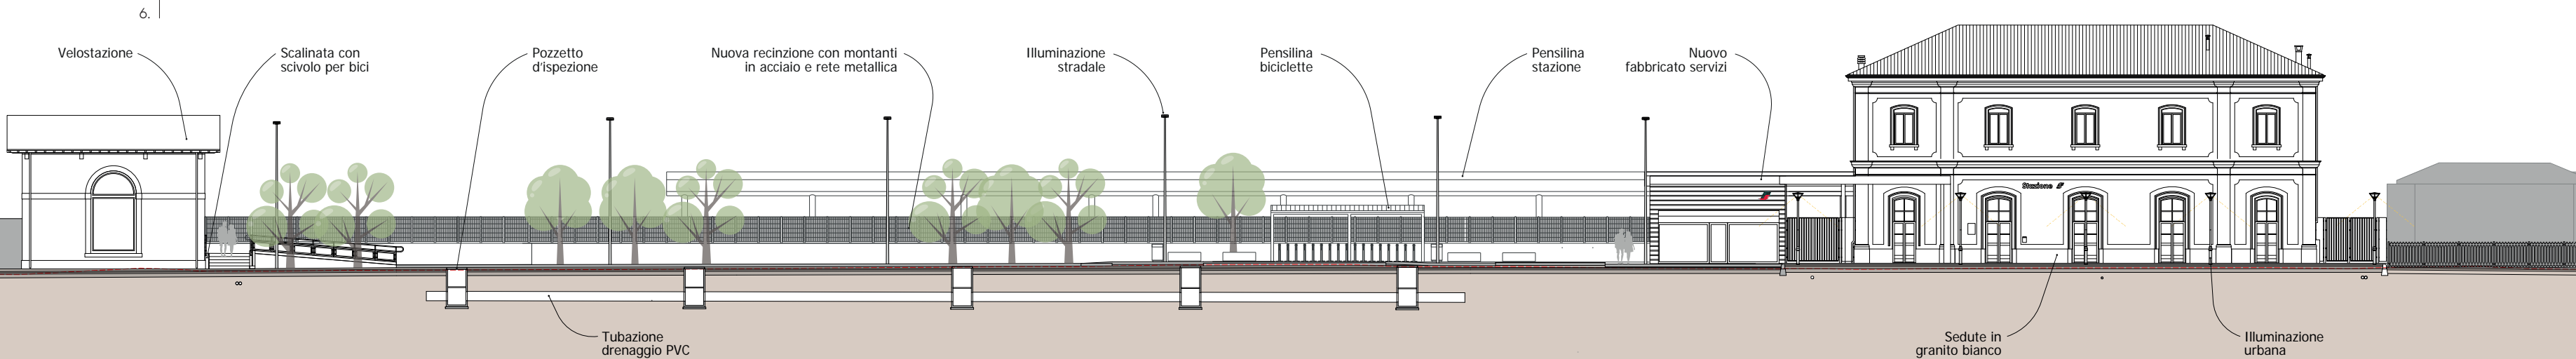 6.
Velostazione
Scalinata con
scivolo per bici
Pozzetto
d'ispezione
Nuova recinzione con montanti
in acciaio e rete metallica
Illuminazione
stradale
Pensilina
biciclette
Pensilina
stazione
Nuovo
fabbricato servizi
Stazione
Tubazione
drenaggio PVC
Sedute in
granito bianco
Illuminazione
urbana